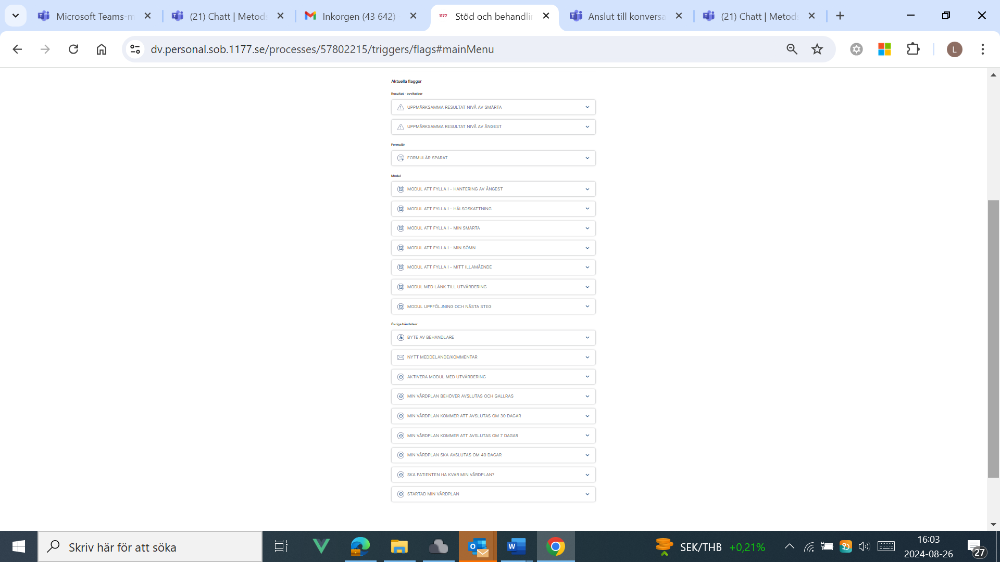 Microsoft Teams-m
(21) Chatt | Metods
Inkorgen (43 642) -
1177 Stöd och behandlin
Anslut till konversa
(21) Chatt | Metods
dv.personal.sob.1177.se/processes/57802215/triggers/flags#mainMenu
L
Aktuella flaggor
Resultat - avvikelser
UPPMÄRKSAMMA RESULTAT NIVÅ AV SMÄRTA
UPPMÄRKSAMMA RESULTAT NIVÅ AV ÅNGEST
Formulär
FORMULÄR SPARAT
Modul
MODUL ATT FYLLA I - HANTERING AV ÅNGEST
MODUL ATT FYLLA I - HÄLSOSKATTNING
MODUL ATT FYLLA I - MIN SMÄRTA
MODUL ATT FYLLA I - MIN SÖMN
MODUL ATT FYLLA I - MITT ILLAMÅENDE
MODUL MED LÄNK TILL UTVÄRDERING
MODUL UPPFÖLJNING OCH NÄSTA STEG
Övriga händelser
BYTE AV BEHANDLARE
NYTT MEDDELANDE/KOMMENTAR
AKTIVERA MODUL MED UTVÄRDERING
MIN VÅRDPLAN BEHÖVER AVSLUTAS OCH GALLRAS
MIN VÅRDPLAN KOMMER ATT AVSLUTAS OM 30 DAGAR
MIN VÅRDPLAN KOMMER ATT AVSLUTAS OM 7 DAGAR
MIN VÅRDPLAN SKA AVSLUTAS OM 40 DAGAR
SKA PATIENTEN HA KVAR MIN VÅRDPLAN?
STARTAD MIN VÅRDPLAN
Skriv här för att söka
SEK/THB +0,21%
16:03
2024-08-26
27